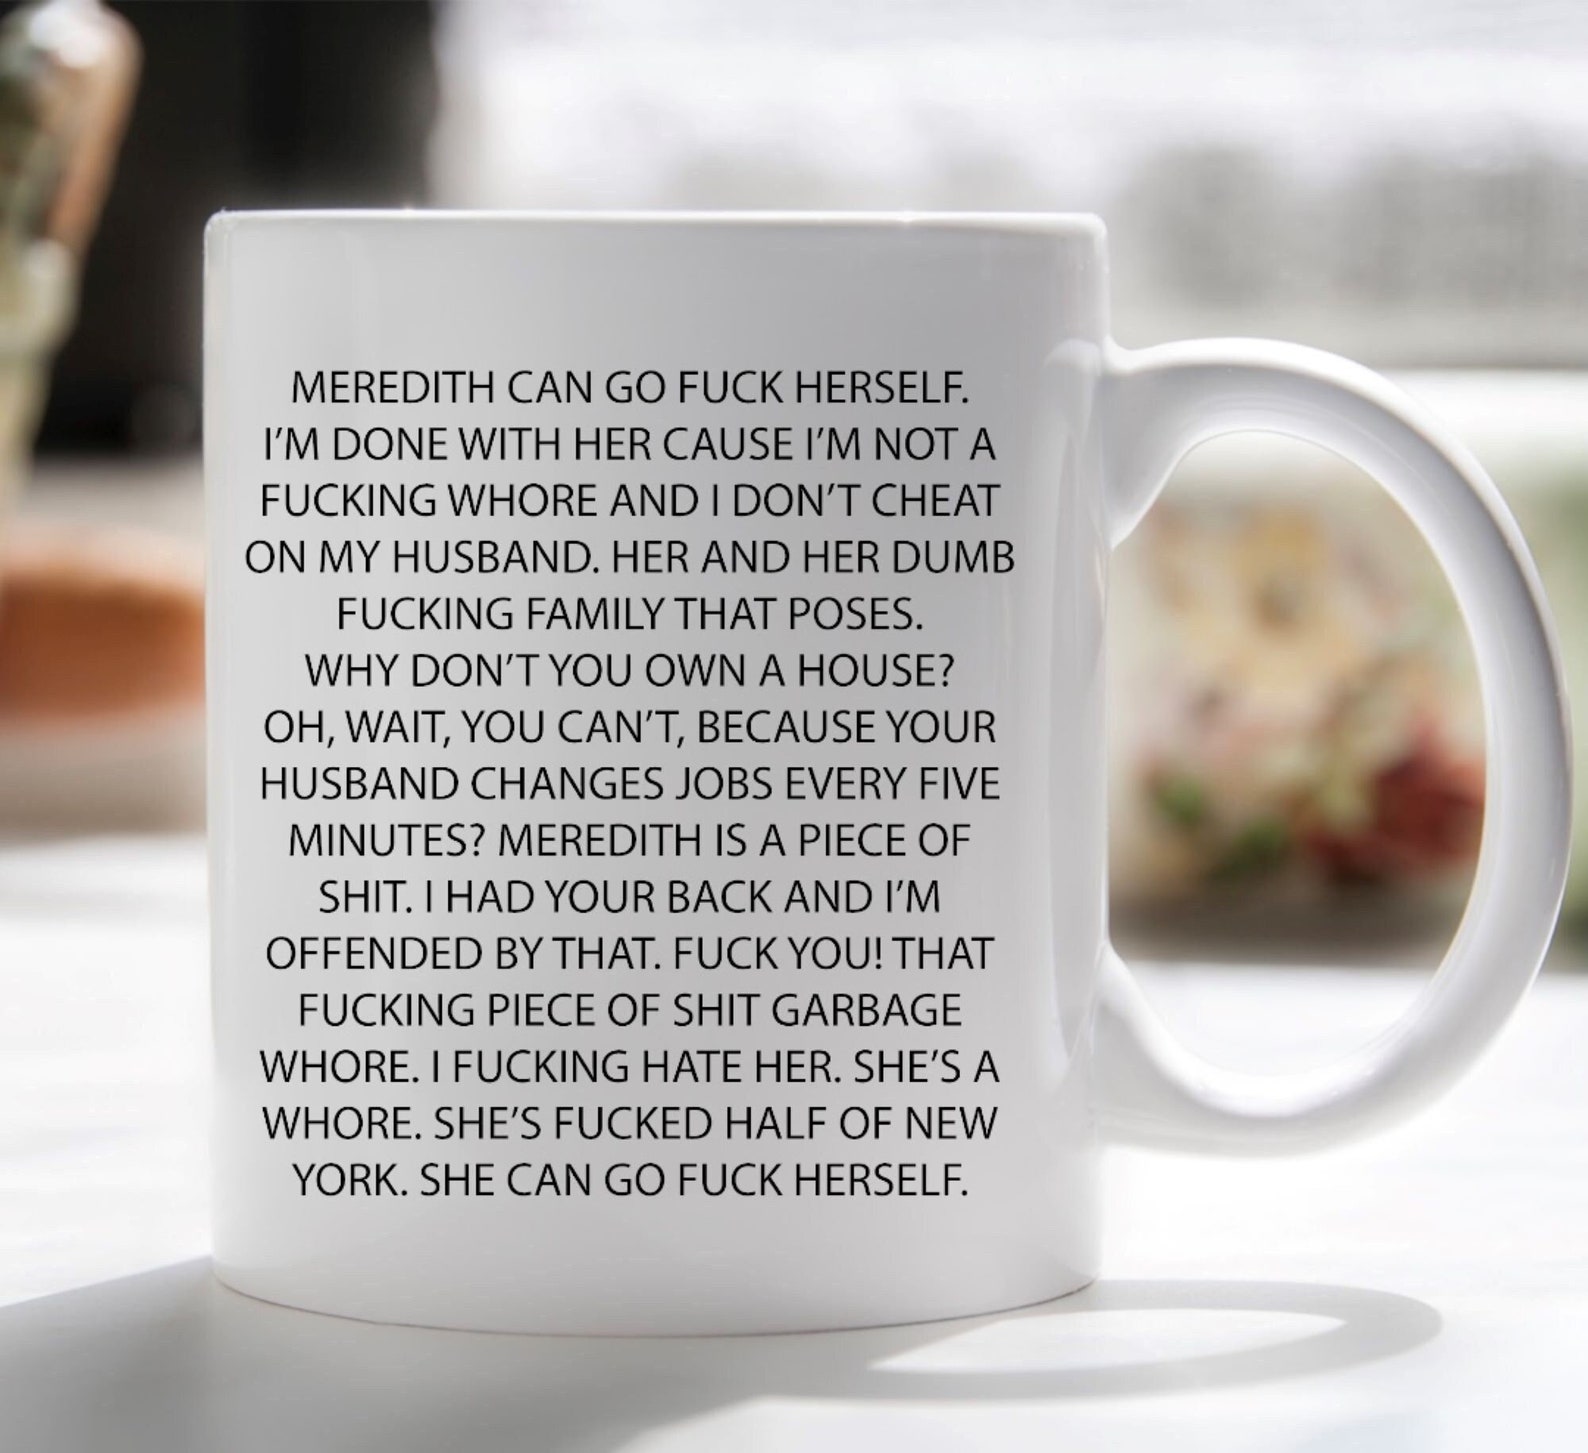 MEREDITH CAN GO FUCK HERSELF.
I'M DONE WITH HER CAUSE I'M NOT A
FUCKING WHORE AND I DON'T CHEAT
ON MY HUSBAND. HER AND HER DUMB
FUCKING FAMILY THAT POSES.
WHY DON'T YOU OWN A HOUSE?
OH, WAIT, YOU CAN'T, BECAUSE YOUR
HUSBAND CHANGES JOBS EVERY FIVE
MINUTES? MEREDITH IS A PIECE OF
SHIT. I HAD YOUR BACK AND I'M
OFFENDED BY THAT. FUCK YOU! THAT
FUCKING PIECE OF SHIT GARBAGE
WHORE. I FUCKING HATE HER. SHE'S A
WHORE. SHE'S FUCKED HALF OF NEW
YORK. SHE CAN GO FUCK HERSELF.